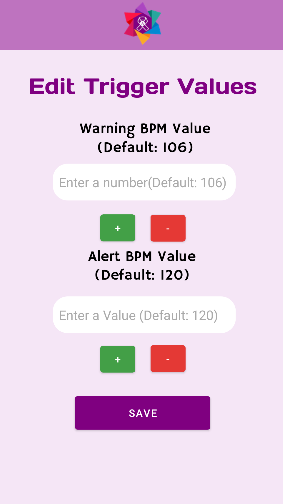 Edit Trigger Values
Warning BPM Value
(Default: 106)
Enter a number(Default: 106)
+ -
Alert BPM Value
(Default: 120)
Enter a Value (Default: 120)
+ -
SAVE